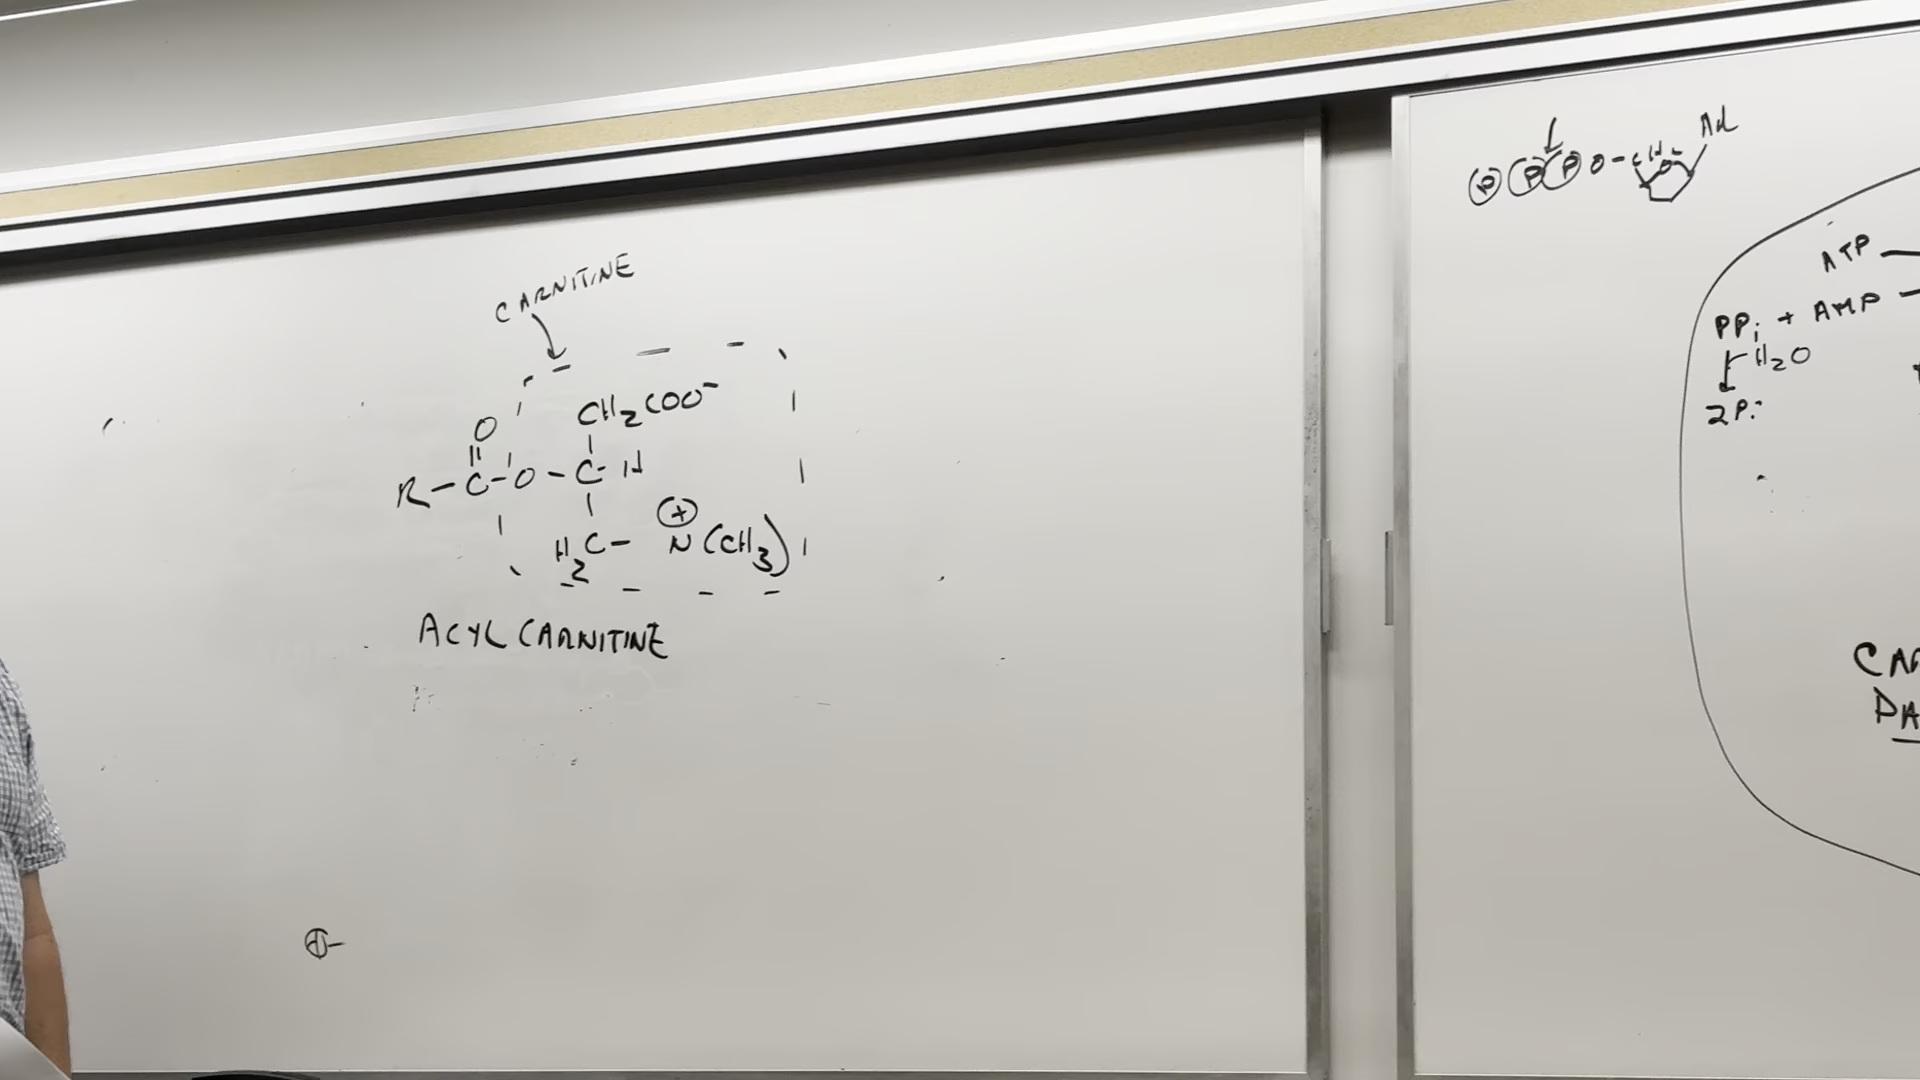 CARNITINE
O
||
CH2COO⁻
R-C-O-C-H
H2C- N⊕(CH3)
ACYL CARNITINE
⊕-
Ad
P P P O-CH2
O
ATP
PPi + AMP
H2O
2Pi